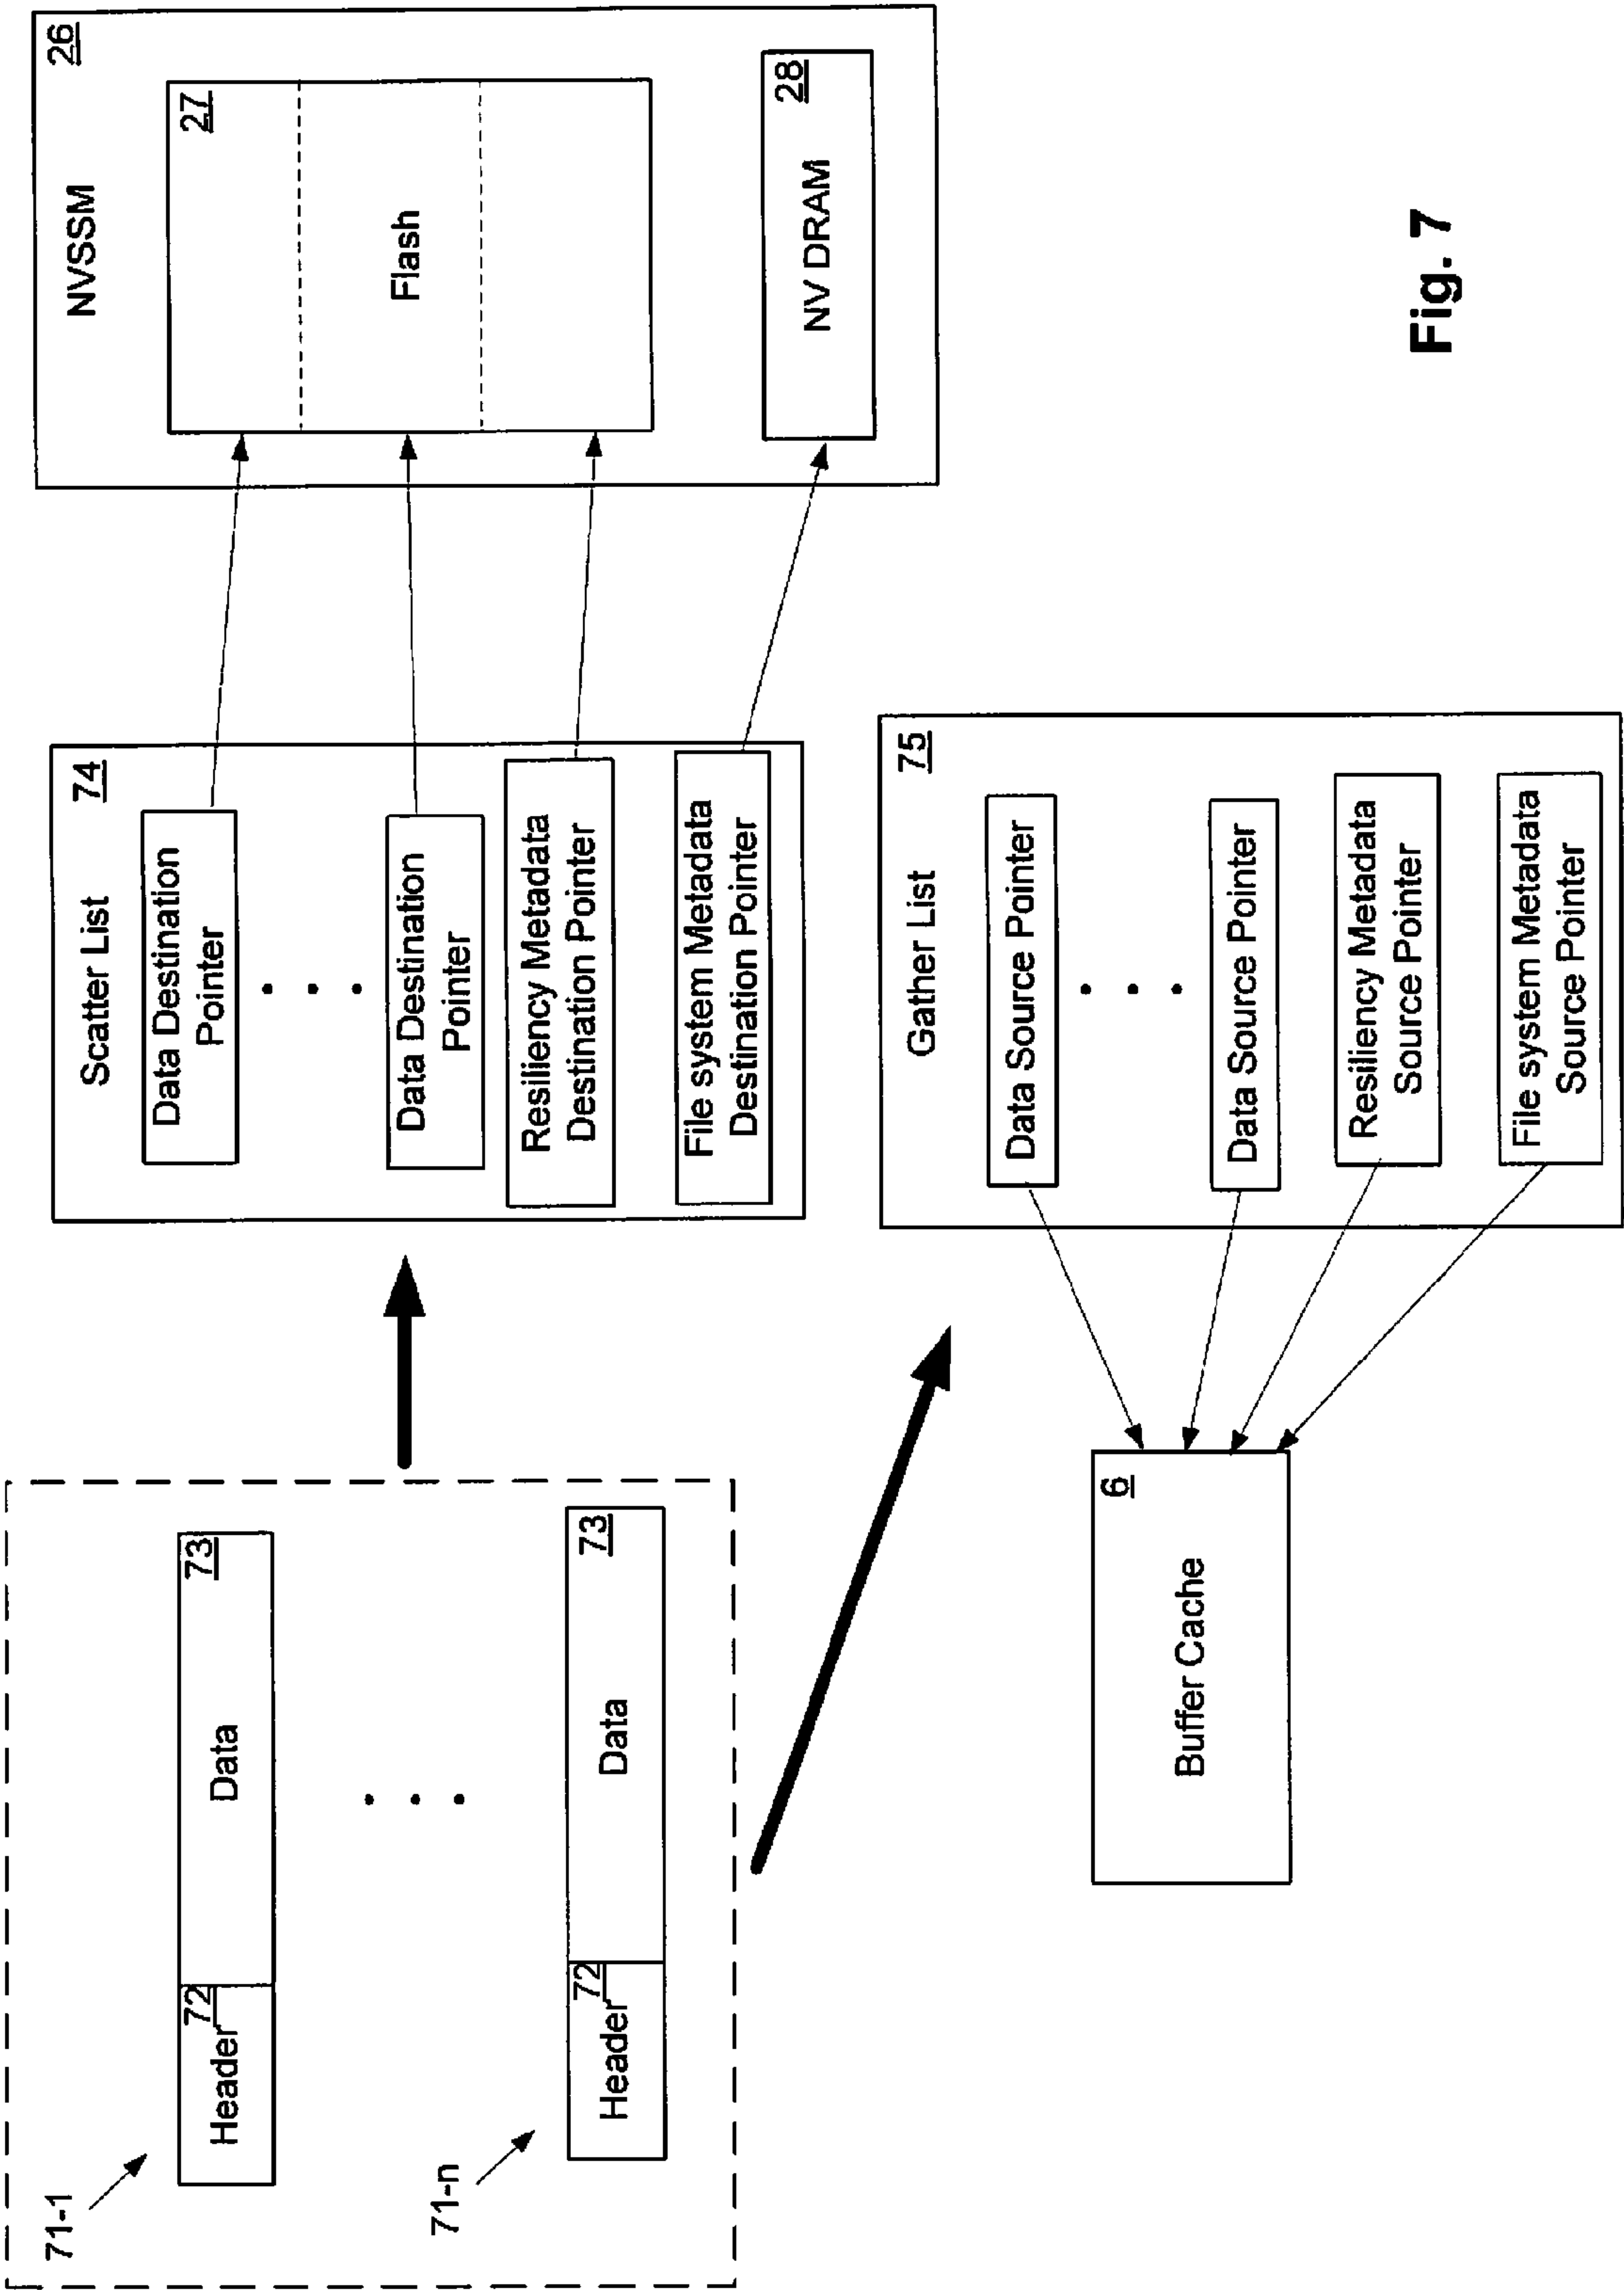 71-1
Header
72
Data
73
71-n
Header
72
Data
73
Scatter List
74
Data Destination
Pointer
Data Destination
Pointer
Resiliency Metadata
Destination Pointer
File system Metadata
Destination Pointer
NVSSM
26
27
Flash
NV DRAM
28
Buffer Cache
6
Gather List
75
Data Source Pointer
Data Source Pointer
Resiliency Metadata
Source Pointer
File system Metadata
Source Pointer
Fig. 7